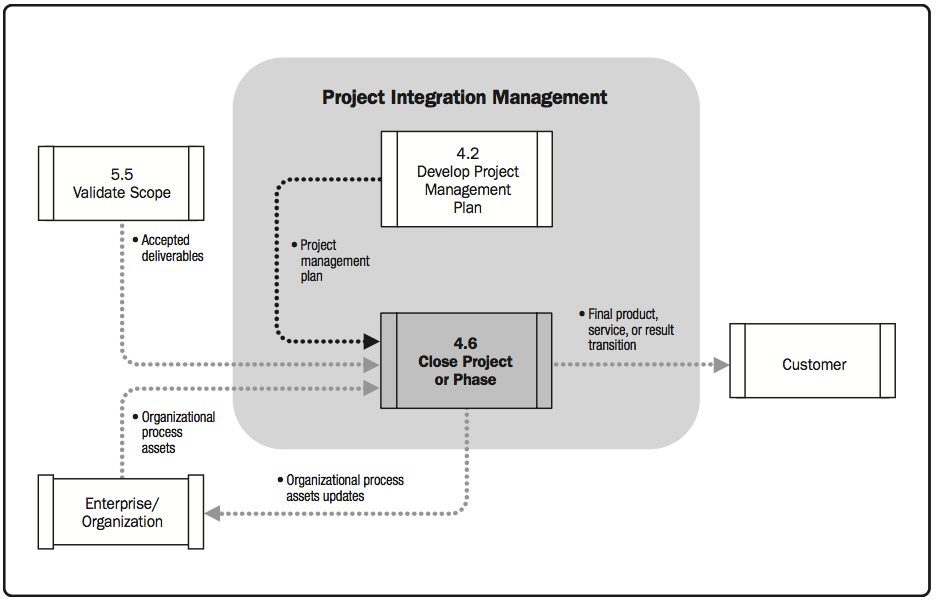 Project Integration Management
4.2
Develop Project
Management
Plan
5.5
Validate Scope
• Accepted
deliverables
• Project
management
plan
4.6
Close Project
or Phase
• Final product,
service, or result
transition
Customer
• Organizational
process
assets
• Organizational process
assets updates
Enterprise/
Organization